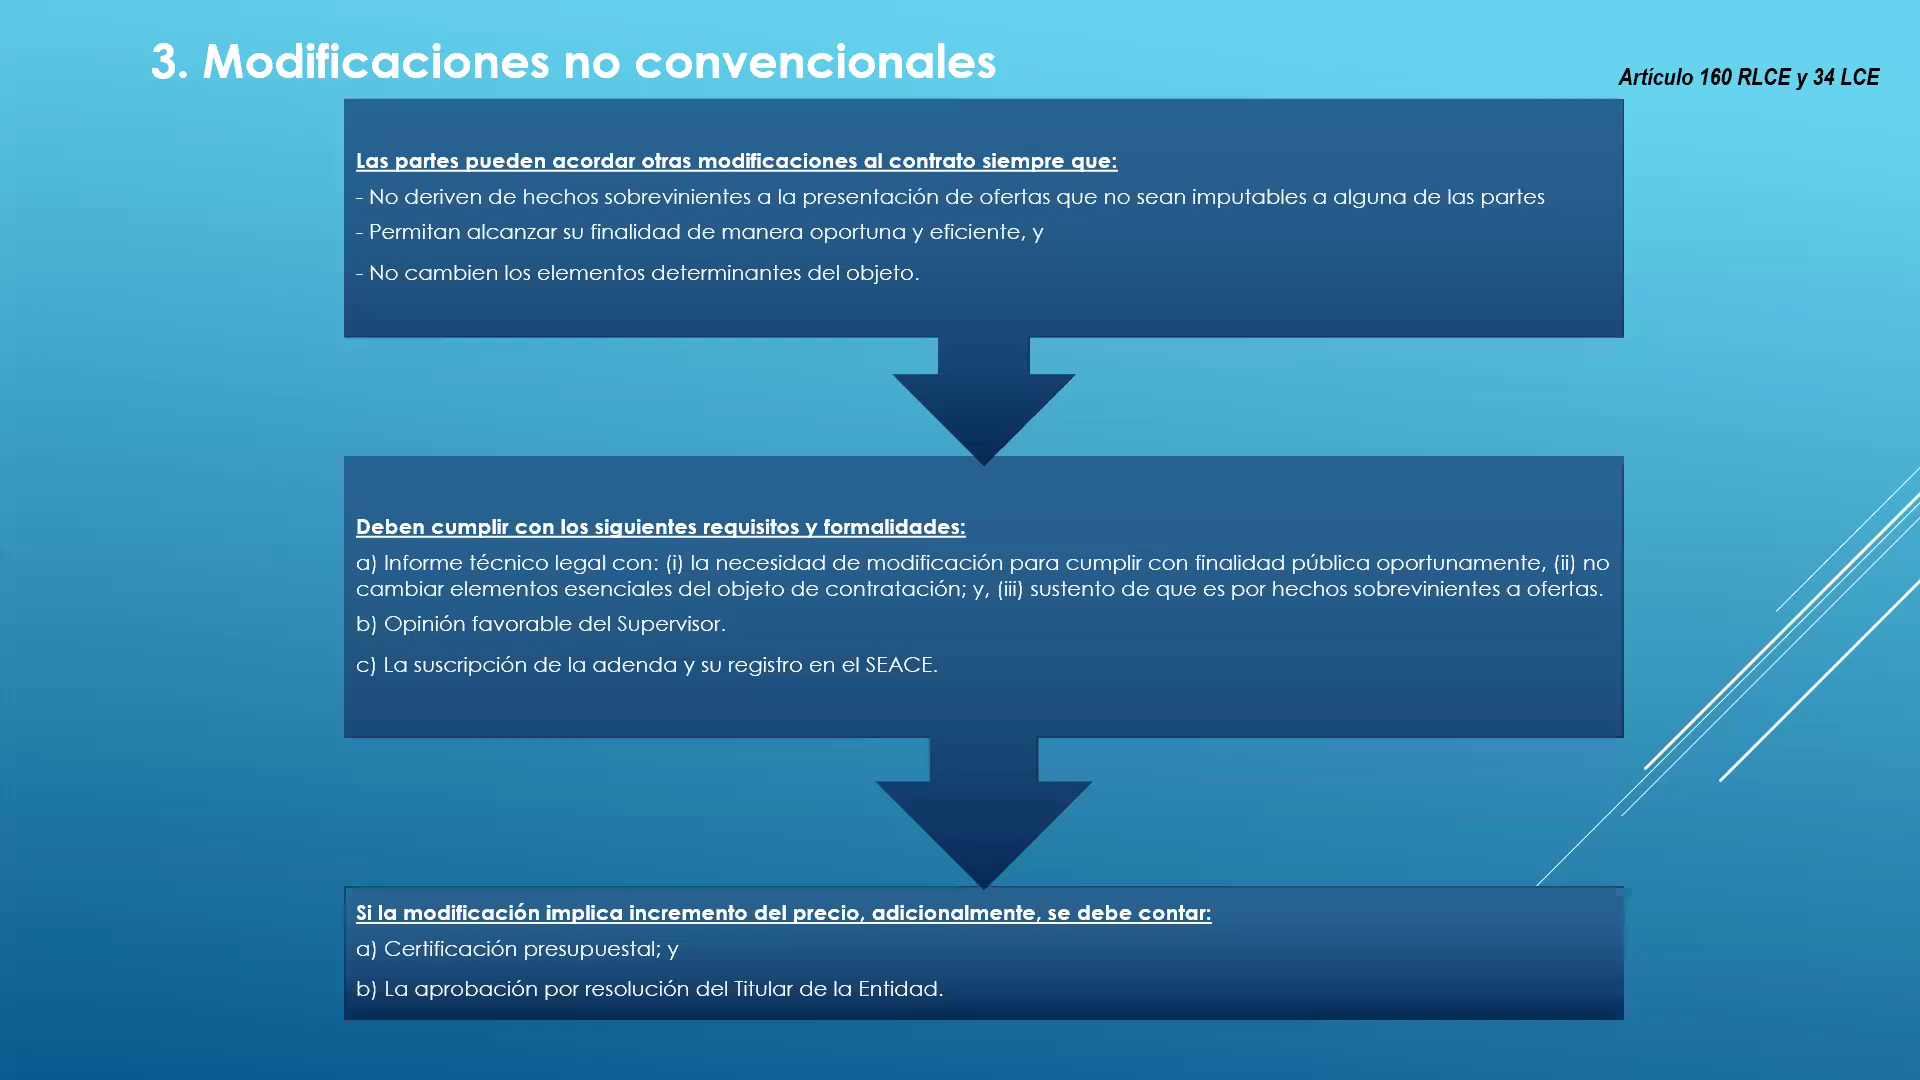 3. Modificaciones no convencionales
Artículo 160 RLCE y 34 LCE
Las partes pueden acordar otras modificaciones al contrato siempre que:
- No deriven de hechos sobrevinientes a la presentación de ofertas que no sean imputables a alguna de las partes
- Permitan alcanzar su finalidad de manera oportuna y eficiente, y
- No cambien los elementos determinantes del objeto.
Deben cumplir con los siguientes requisitos y formalidades:
a) Informe técnico legal con: (i) la necesidad de modificación para cumplir con finalidad pública oportunamente, (ii) no
cambiar elementos esenciales del objeto de contratación; y, (iii) sustento de que es por hechos sobrevinientes a ofertas.
b) Opinión favorable del Supervisor.
c) La suscripción de la adenda y su registro en el SEACE.
Si la modificación implica incremento del precio, adicionalmente, se debe contar:
a) Certificación presupuestal; y
b) La aprobación por resolución del Titular de la Entidad.